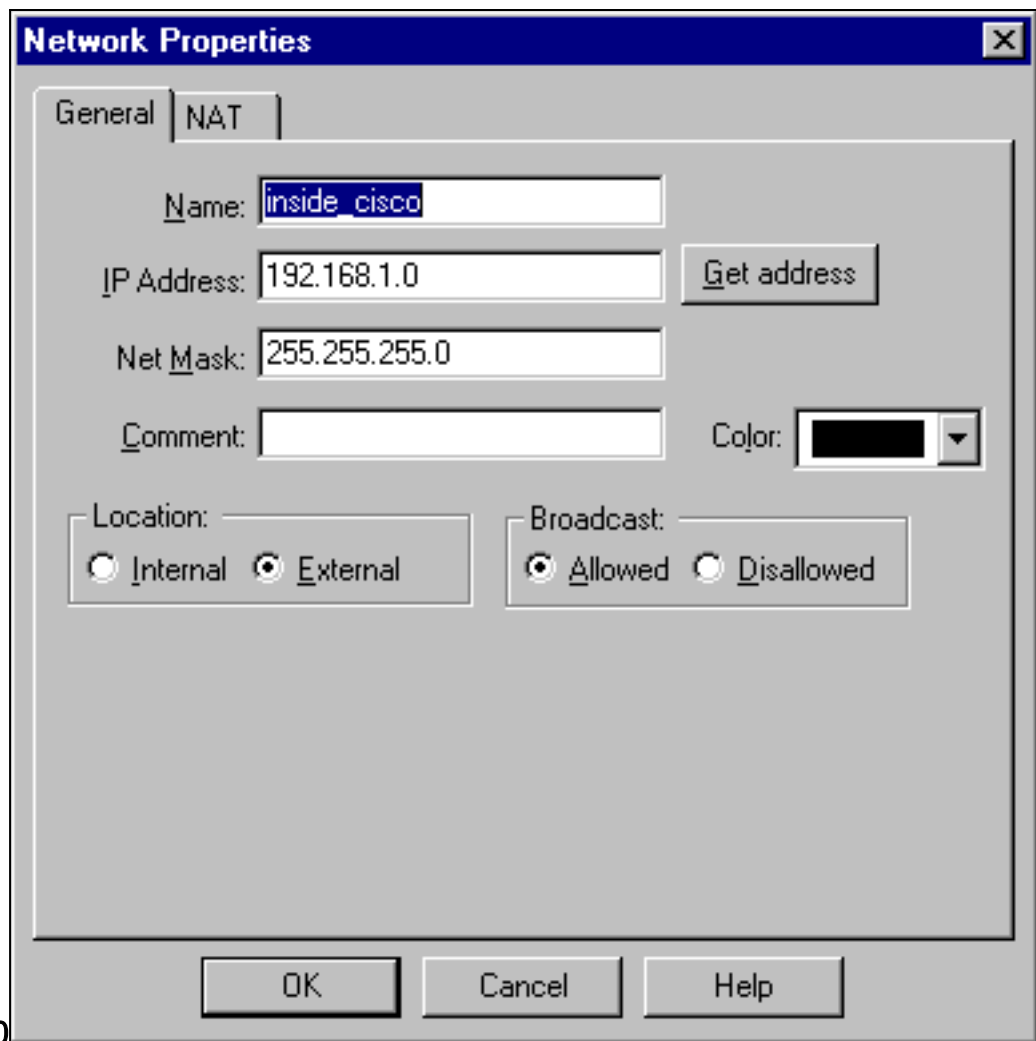 Network Properties
General NAT
Name: inside_cisco
IP Address: 192.168.1.0 Get address
Net Mask: 255.255.255.0
Comment: Color:
Location: Broadcast:
Internal External Allowed Disallowed
OK Cancel Help